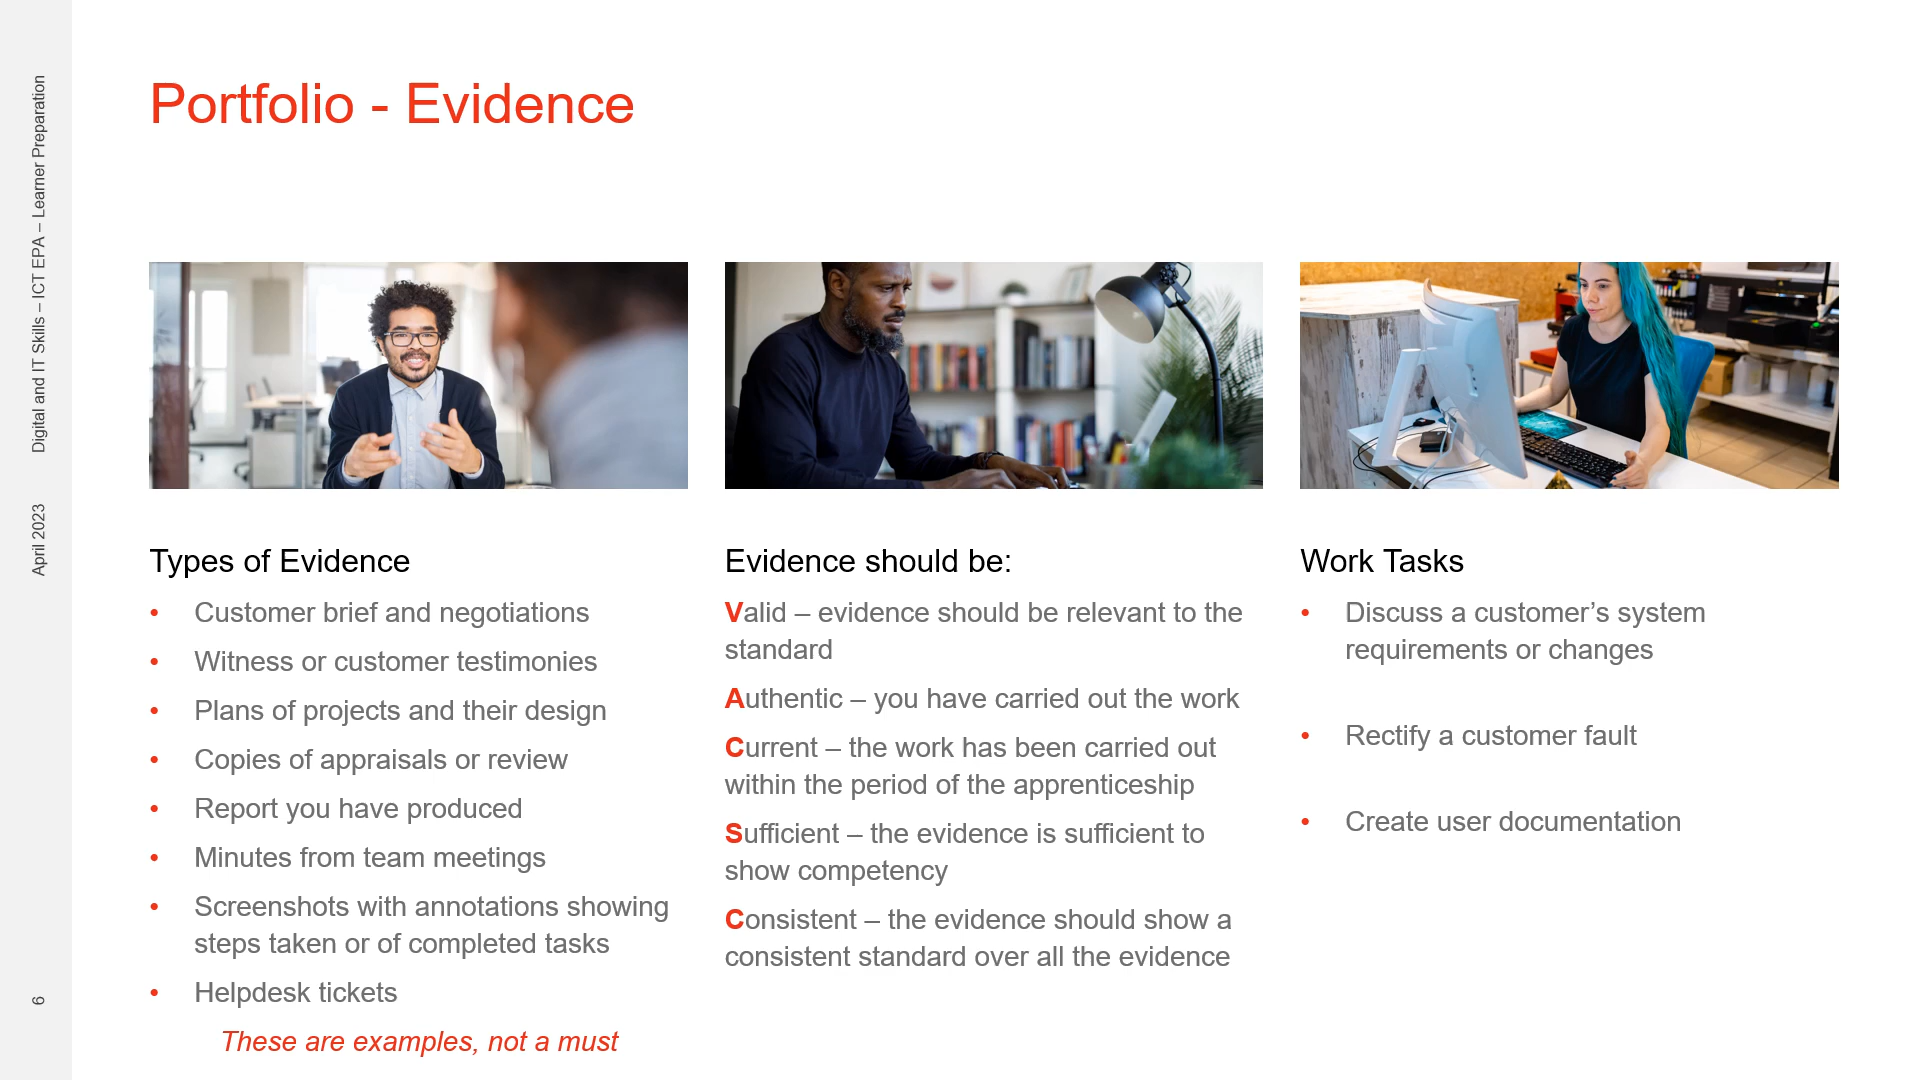 Portfolio - Evidence
Types of Evidence
• Customer brief and negotiations
• Witness or customer testimonies
• Plans of projects and their design
• Copies of appraisals or review
• Report you have produced
• Minutes from team meetings
• Screenshots with annotations showing
steps taken or of completed tasks
• Helpdesk tickets
These are examples, not a must
Evidence should be:
Valid – evidence should be relevant to the
standard
Authentic – you have carried out the work
Current – the work has been carried out
within the period of the apprenticeship
Sufficient – the evidence is sufficient to
show competency
Consistent – the evidence should show a
consistent standard over all the evidence
Work Tasks
• Discuss a customer’s system
requirements or changes
• Rectify a customer fault
• Create user documentation
Digital and IT Skills – ICT EPA – Learner Preparation
April 2023
6